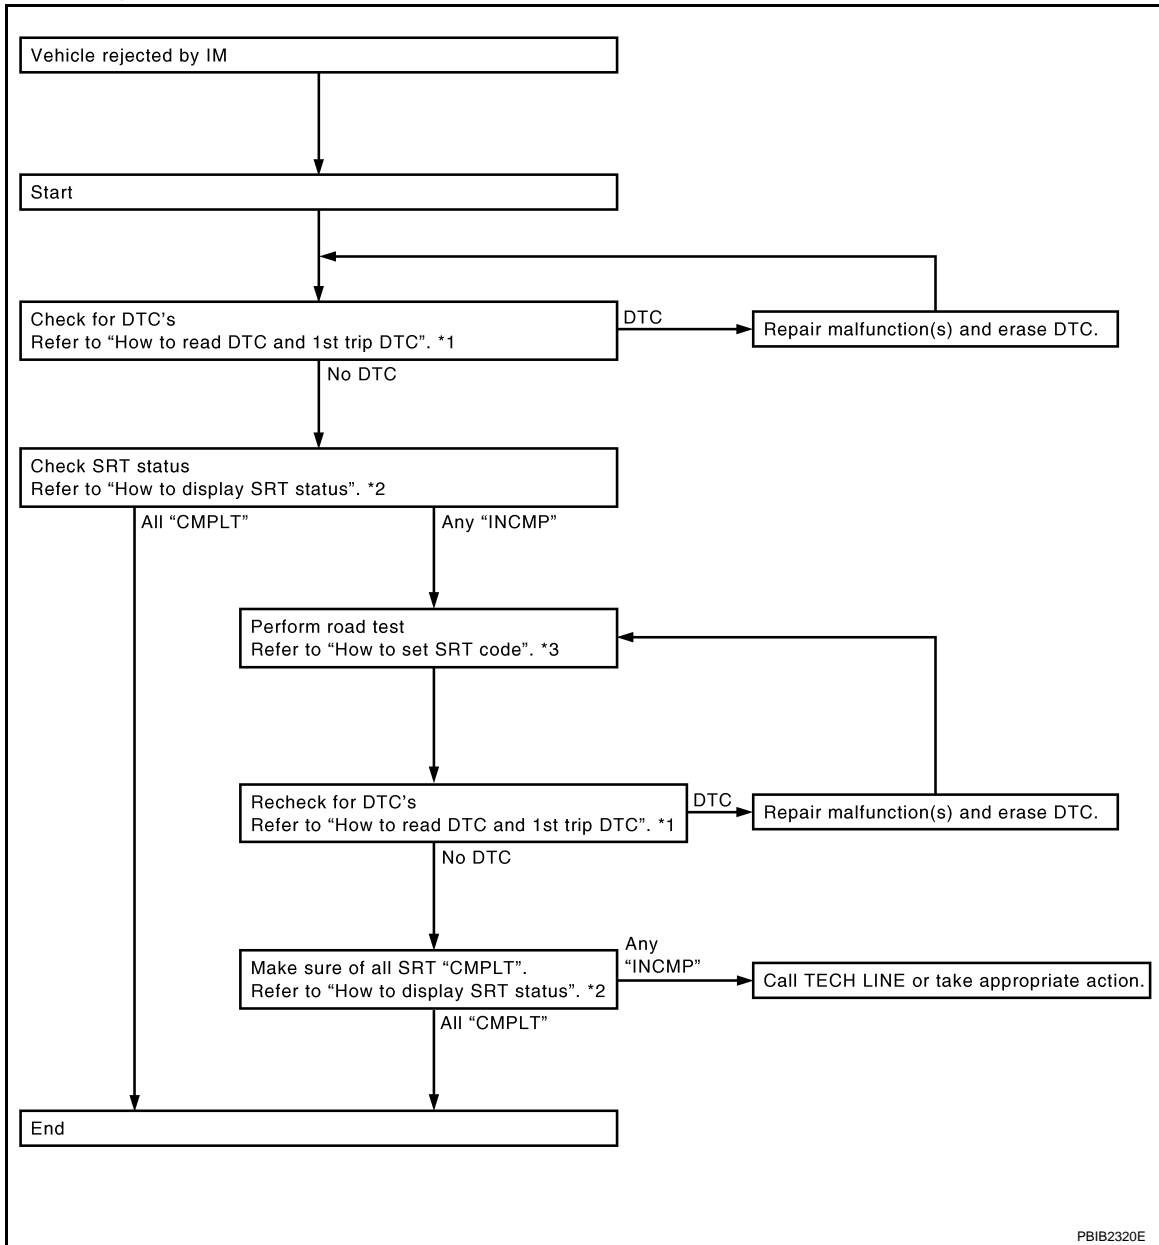 Vehicle rejected by IM
Start
Check for DTC's
Refer to “How to read DTC and 1st trip DTC”. *1
DTC
Repair malfunction(s) and erase DTC.
No DTC
Check SRT status
Refer to “How to display SRT status”. *2
All “CMPLT”
Any “INCMP”
Perform road test
Refer to “How to set SRT code”. *3
Recheck for DTC's
Refer to “How to read DTC and 1st trip DTC”. *1
DTC
Repair malfunction(s) and erase DTC.
No DTC
Make sure of all SRT “CMPLT”.
Refer to “How to display SRT status”. *2
Any
“INCMP”
Call TECH LINE or take appropriate action.
All “CMPLT”
End
PBIB2320E